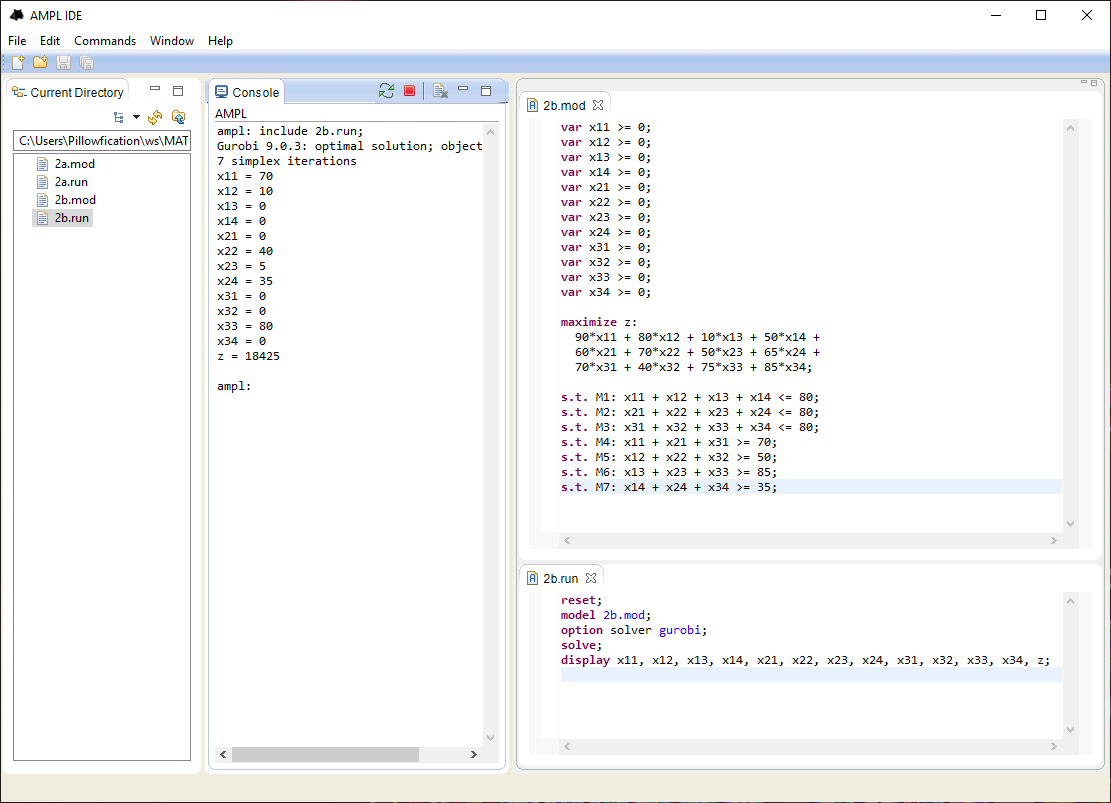 AMPL IDE
File Edit Commands Window Help
Current Directory
C:\Users\Pillowfication\ws\MAT
2a.mod
2a.run
2b.mod
2b.run
Console
AMPL
ampl: include 2b.run;
Gurobi 9.0.3: optimal solution; object
7 simplex iterations
x11 = 70
x12 = 10
x13 = 0
x14 = 0
x21 = 0
x22 = 40
x23 = 5
x24 = 35
x31 = 0
x32 = 0
x33 = 80
x34 = 0
z = 18425
ampl:
2b.mod
var x11 >= 0;
var x12 >= 0;
var x13 >= 0;
var x14 >= 0;
var x21 >= 0;
var x22 >= 0;
var x23 >= 0;
var x24 >= 0;
var x31 >= 0;
var x32 >= 0;
var x33 >= 0;
var x34 >= 0;
maximize z:
90*x11 + 80*x12 + 10*x13 + 50*x14 +
60*x21 + 70*x22 + 50*x23 + 65*x24 +
70*x31 + 40*x32 + 75*x33 + 85*x34;
s.t. M1: x11 + x12 + x13 + x14 <= 80;
s.t. M2: x21 + x22 + x23 + x24 <= 80;
s.t. M3: x31 + x32 + x33 + x34 <= 80;
s.t. M4: x11 + x21 + x31 >= 70;
s.t. M5: x12 + x22 + x32 >= 50;
s.t. M6: x13 + x23 + x33 >= 85;
s.t. M7: x14 + x24 + x34 >= 35;
2b.run
reset;
model 2b.mod;
option solver gurobi;
solve;
display x11, x12, x13, x14, x21, x22, x23, x24, x31, x32, x33, x34, z;